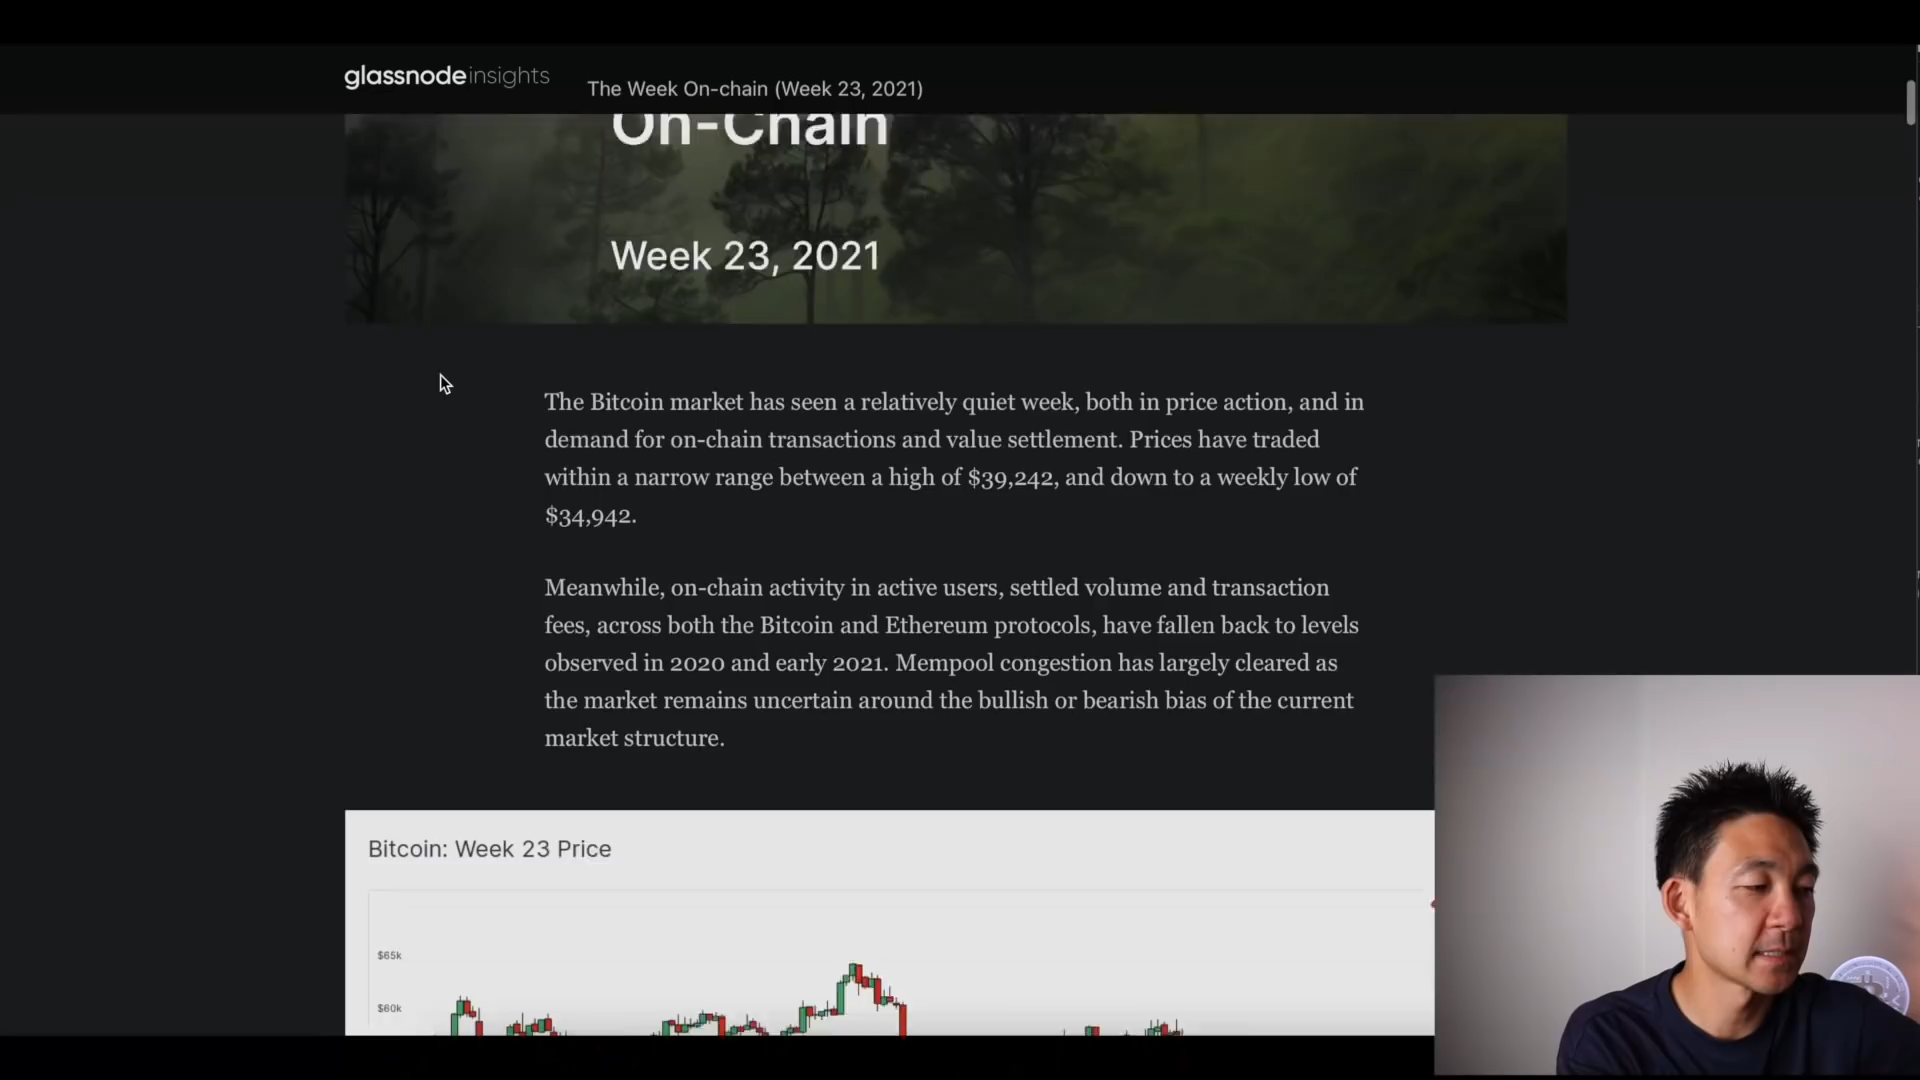 glassnodeinsights
The Week On-chain (Week 23, 2021)
On-Chain
Week 23, 2021
The Bitcoin market has seen a relatively quiet week, both in price action, and in
demand for on-chain transactions and value settlement. Prices have traded
within a narrow range between a high of $39,242, and down to a weekly low of
$34,942.
Meanwhile, on-chain activity in active users, settled volume and transaction
fees, across both the Bitcoin and Ethereum protocols, have fallen back to levels
observed in 2020 and early 2021. Mempool congestion has largely cleared as
the market remains uncertain around the bullish or bearish bias of the current
market structure.
Bitcoin: Week 23 Price
$65k
$60k